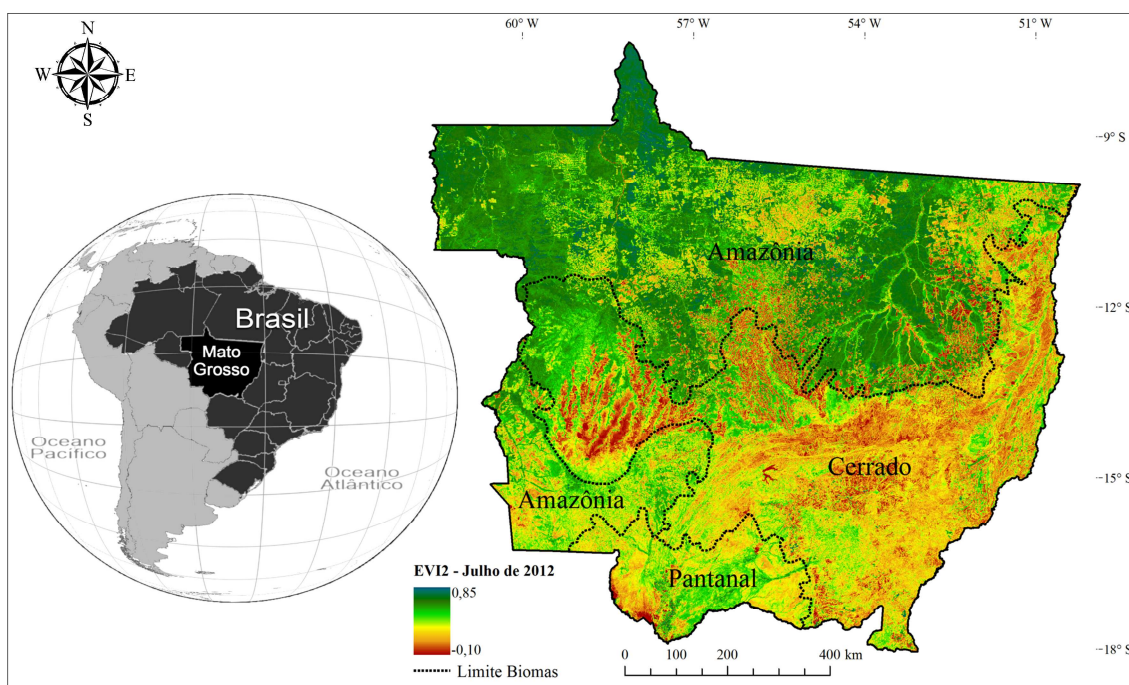 N
W E
S
60° W 57° W 54° W 51° W
-9° S
-12° S
-15° S
-18° S
Brasil
Mato
Grosso
Oceano
Pacífico
Oceano
Atlântico
Amazônia
Cerrado
Amazônia
Pantanal
EVI2 - Julho de 2012
0,85
-0,10
Limite Biomas
0 100 200 400 km